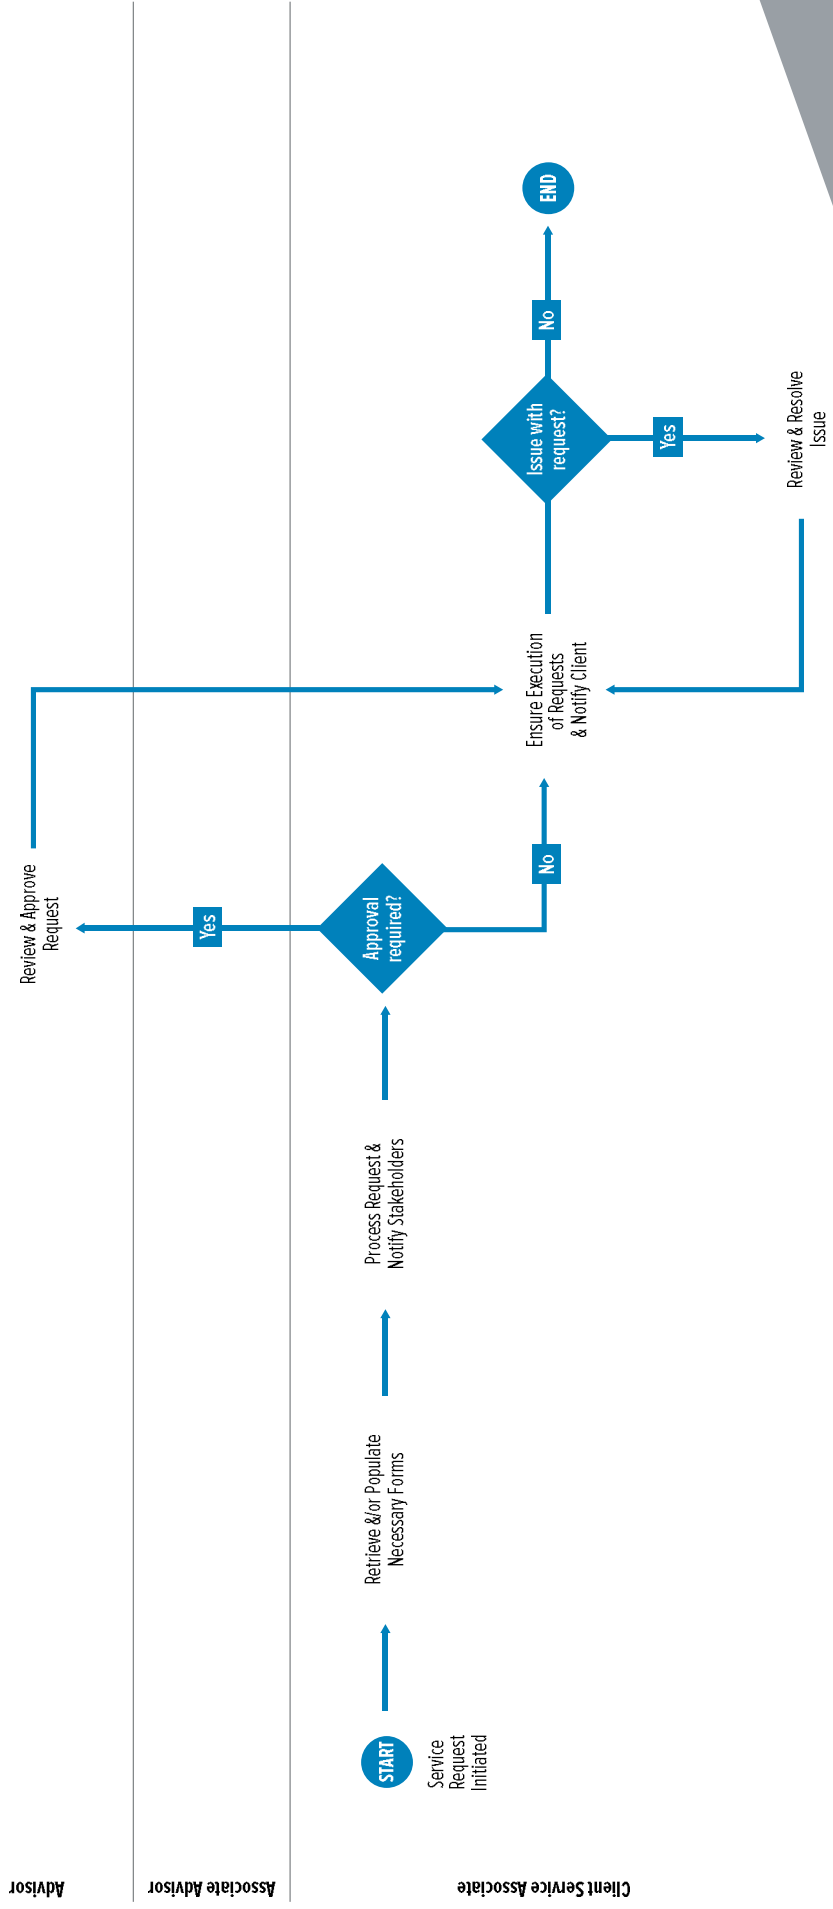 Advisor
Associate Advisor
Client Service Associate
START
Service
Request
Initiated
Retrieve &/or Populate
Necessary Forms
Process Request &
Notify Stakeholders
Approval
required?
Yes
Review & Approve
Request
No
Ensure Execution
of Requests
& Notify Client
Issue with
request?
Yes
Review & Resolve
Issue
No
END